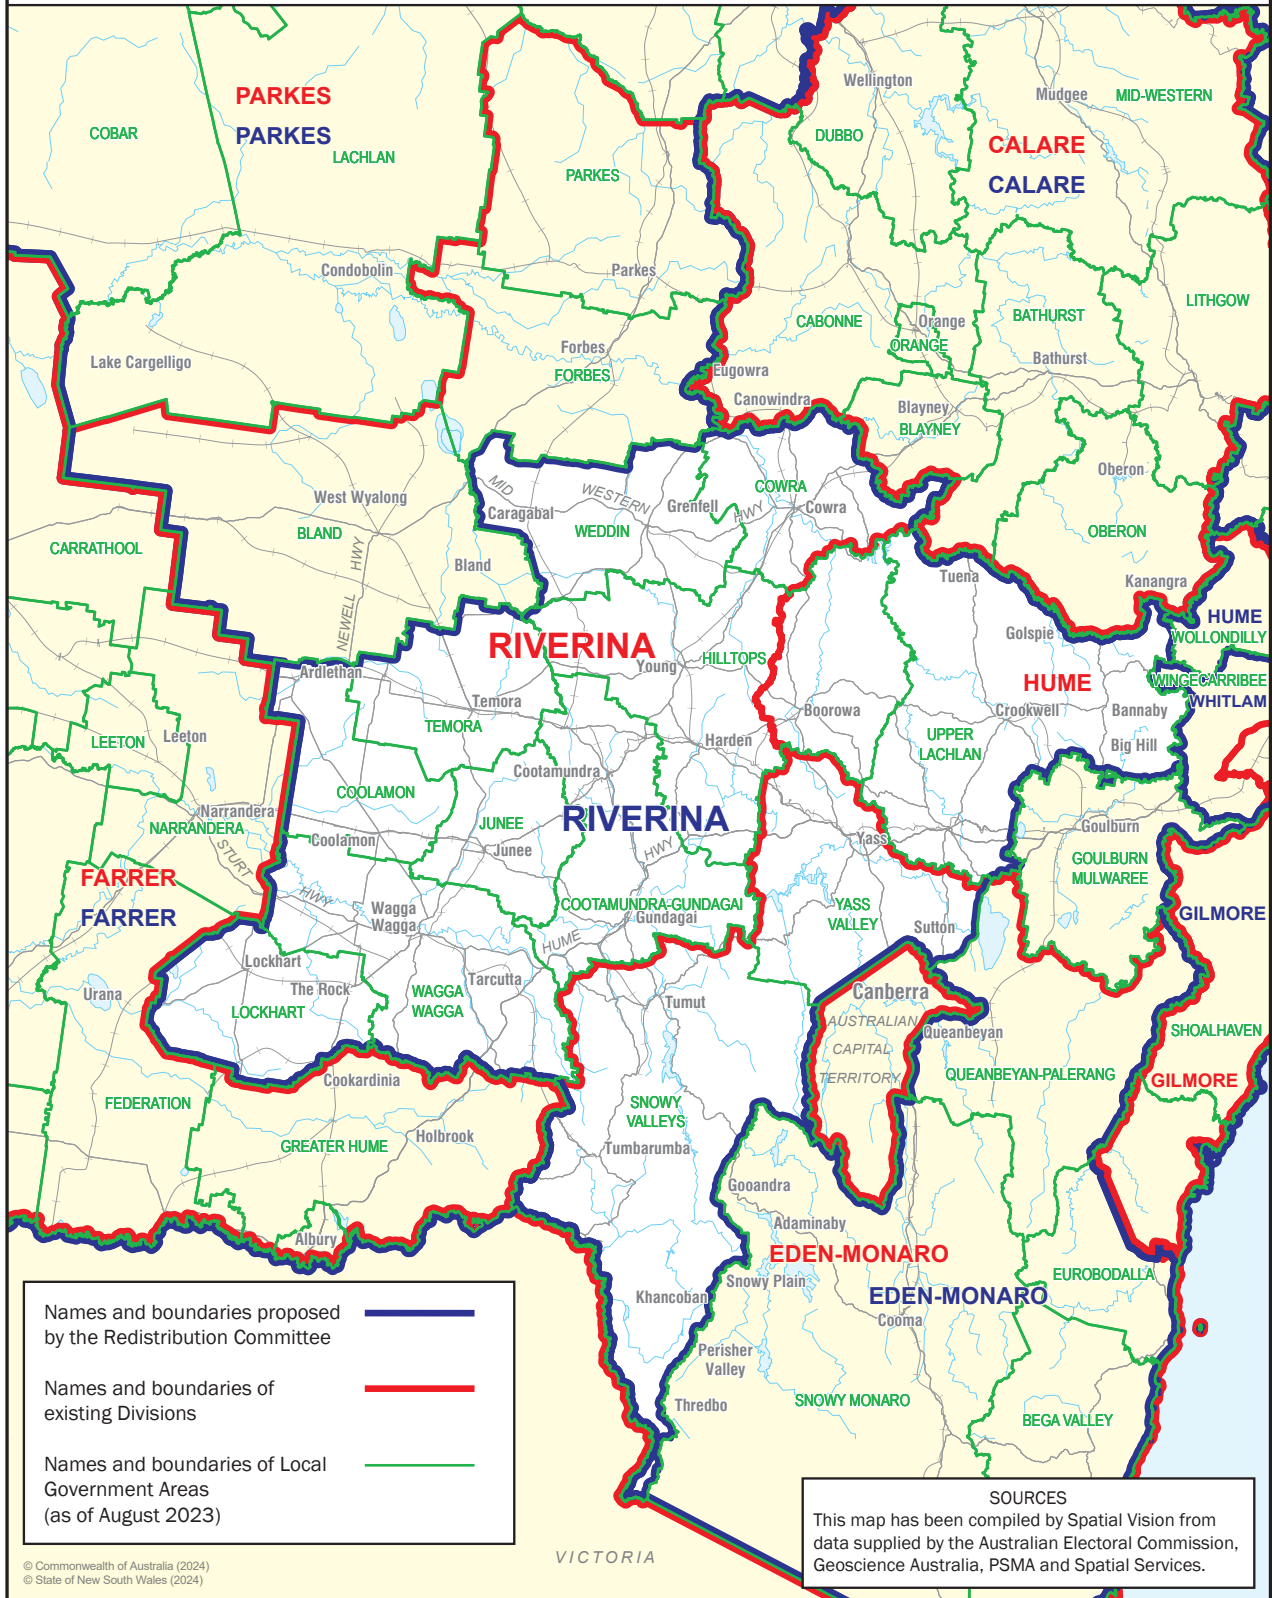 Wellington
Mudgee
MID-WESTERN
PARKES
PARKES
COBAR
LACHLAN
DUBBO
CALARE
CALARE
PARKES
Condobolin
Parkes
LITHGOW
CABONNE
Orange
ORANGE
BATHURST
Bathurst
Lake Cargelligo
Forbes
FORBES
Eugowra
Canowindra
Blayney
BLAYNEY
Oberon
OBERON
West Wyalong
MID
WESTERN
HWY
Caragabal
Grenfell
COWRA
Cowra
WEDDIN
BLAND
CARRATHOOL
Bland
NEWELL HWY
Tuena
Kanangra
HUME
WOLLONDILLY
Golspie
RIVERINA
Young
HILLTOPS
Ardlethan
WINGECARRIBEE
WHITLAM
HUME
Temora
TEMORA
Boorowa
Crookwell
Bannaby
Big Hill
UPPER
LACHLAN
LEETON
Leeton
Harden
Cootamundra
COOLAMON
RIVERINA
Narrandera
NARRANDERA
STURT
HWY
JUNEE
Junee
Coolamon
HWY
Yass
Goulburn
GOULBURN
MULWAREE
FARRER
FARRER
Wagga
Wagga
COOTAMUNDRA-GUNDAGAI
Gundagai
HUME
YASS
VALLEY
Sutton
GILMORE
Lockhart
The Rock
LOCKHART
Tarcutta
WAGGA
WAGGA
Urana
Tumut
Canberra
AUSTRALIAN
CAPITAL
TERRITORY
Queanbeyan
SHOALHAVEN
QUEANBEYAN-PALERANG
GILMORE
Cookardinia
FEDERATION
GREATER HUME
Holbrook
SNOWY
VALLEYS
Tumbarumba
Gooandra
Adaminaby
Albury
EDEN-MONARO
EDEN-MONARO
Snowy Plain
Khancoban
EUROBODALLA
Cooma
Perisher
Valley
Thredbo
SNOWY MONARO
BEGA VALLEY
VICTORIA
Names and boundaries proposed
by the Redistribution Committee
Names and boundaries of
existing Divisions
Names and boundaries of Local
Government Areas
(as of August 2023)
© Commonwealth of Australia (2024)
© State of New South Wales (2024)
SOURCES
This map has been compiled by Spatial Vision from
data supplied by the Australian Electoral Commission,
Geoscience Australia, PSMA and Spatial Services.